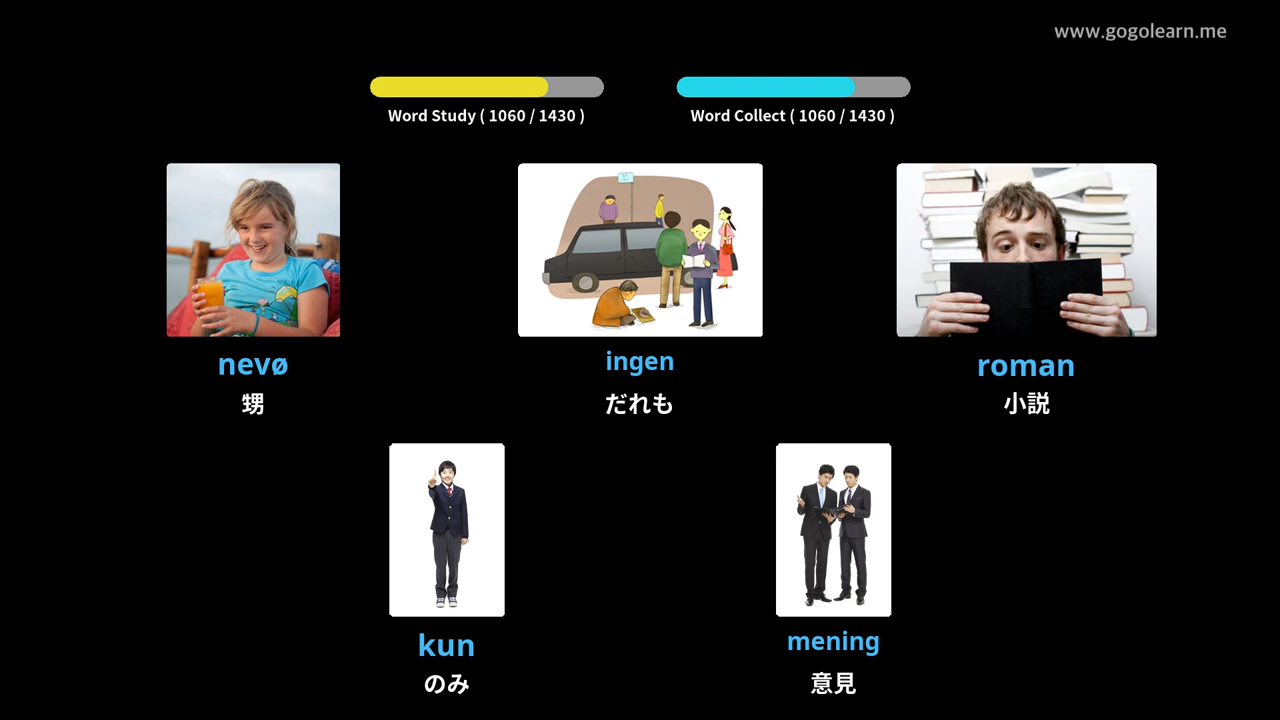 www.gogolearn.me
Word Study ( 1060 / 1430 )
Word Collect ( 1060 / 1430 )
nevø
甥
ingen
だれも
roman
小説
kun
のみ
mening
意見